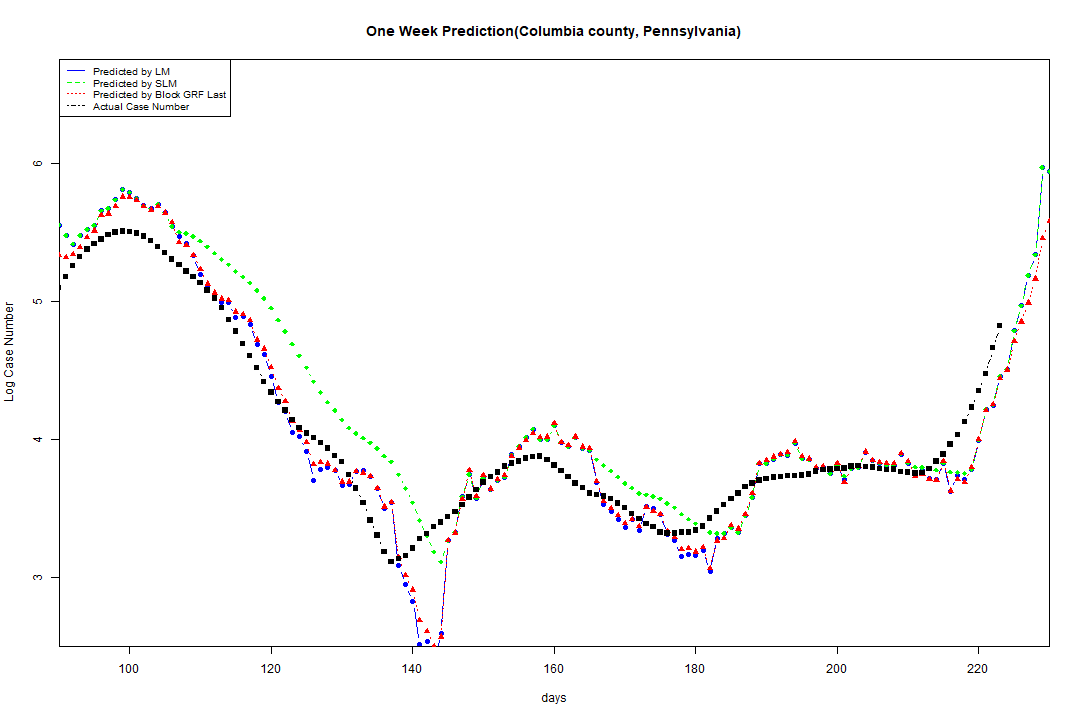 One Week Prediction(Columbia county, Pennsylvania)
Predicted by LM
Predicted by SLM
Predicted by Block GRF Last
Actual Case Number
6
5
4
3
Log Case Number
100 120 140 160 180 200 220
days